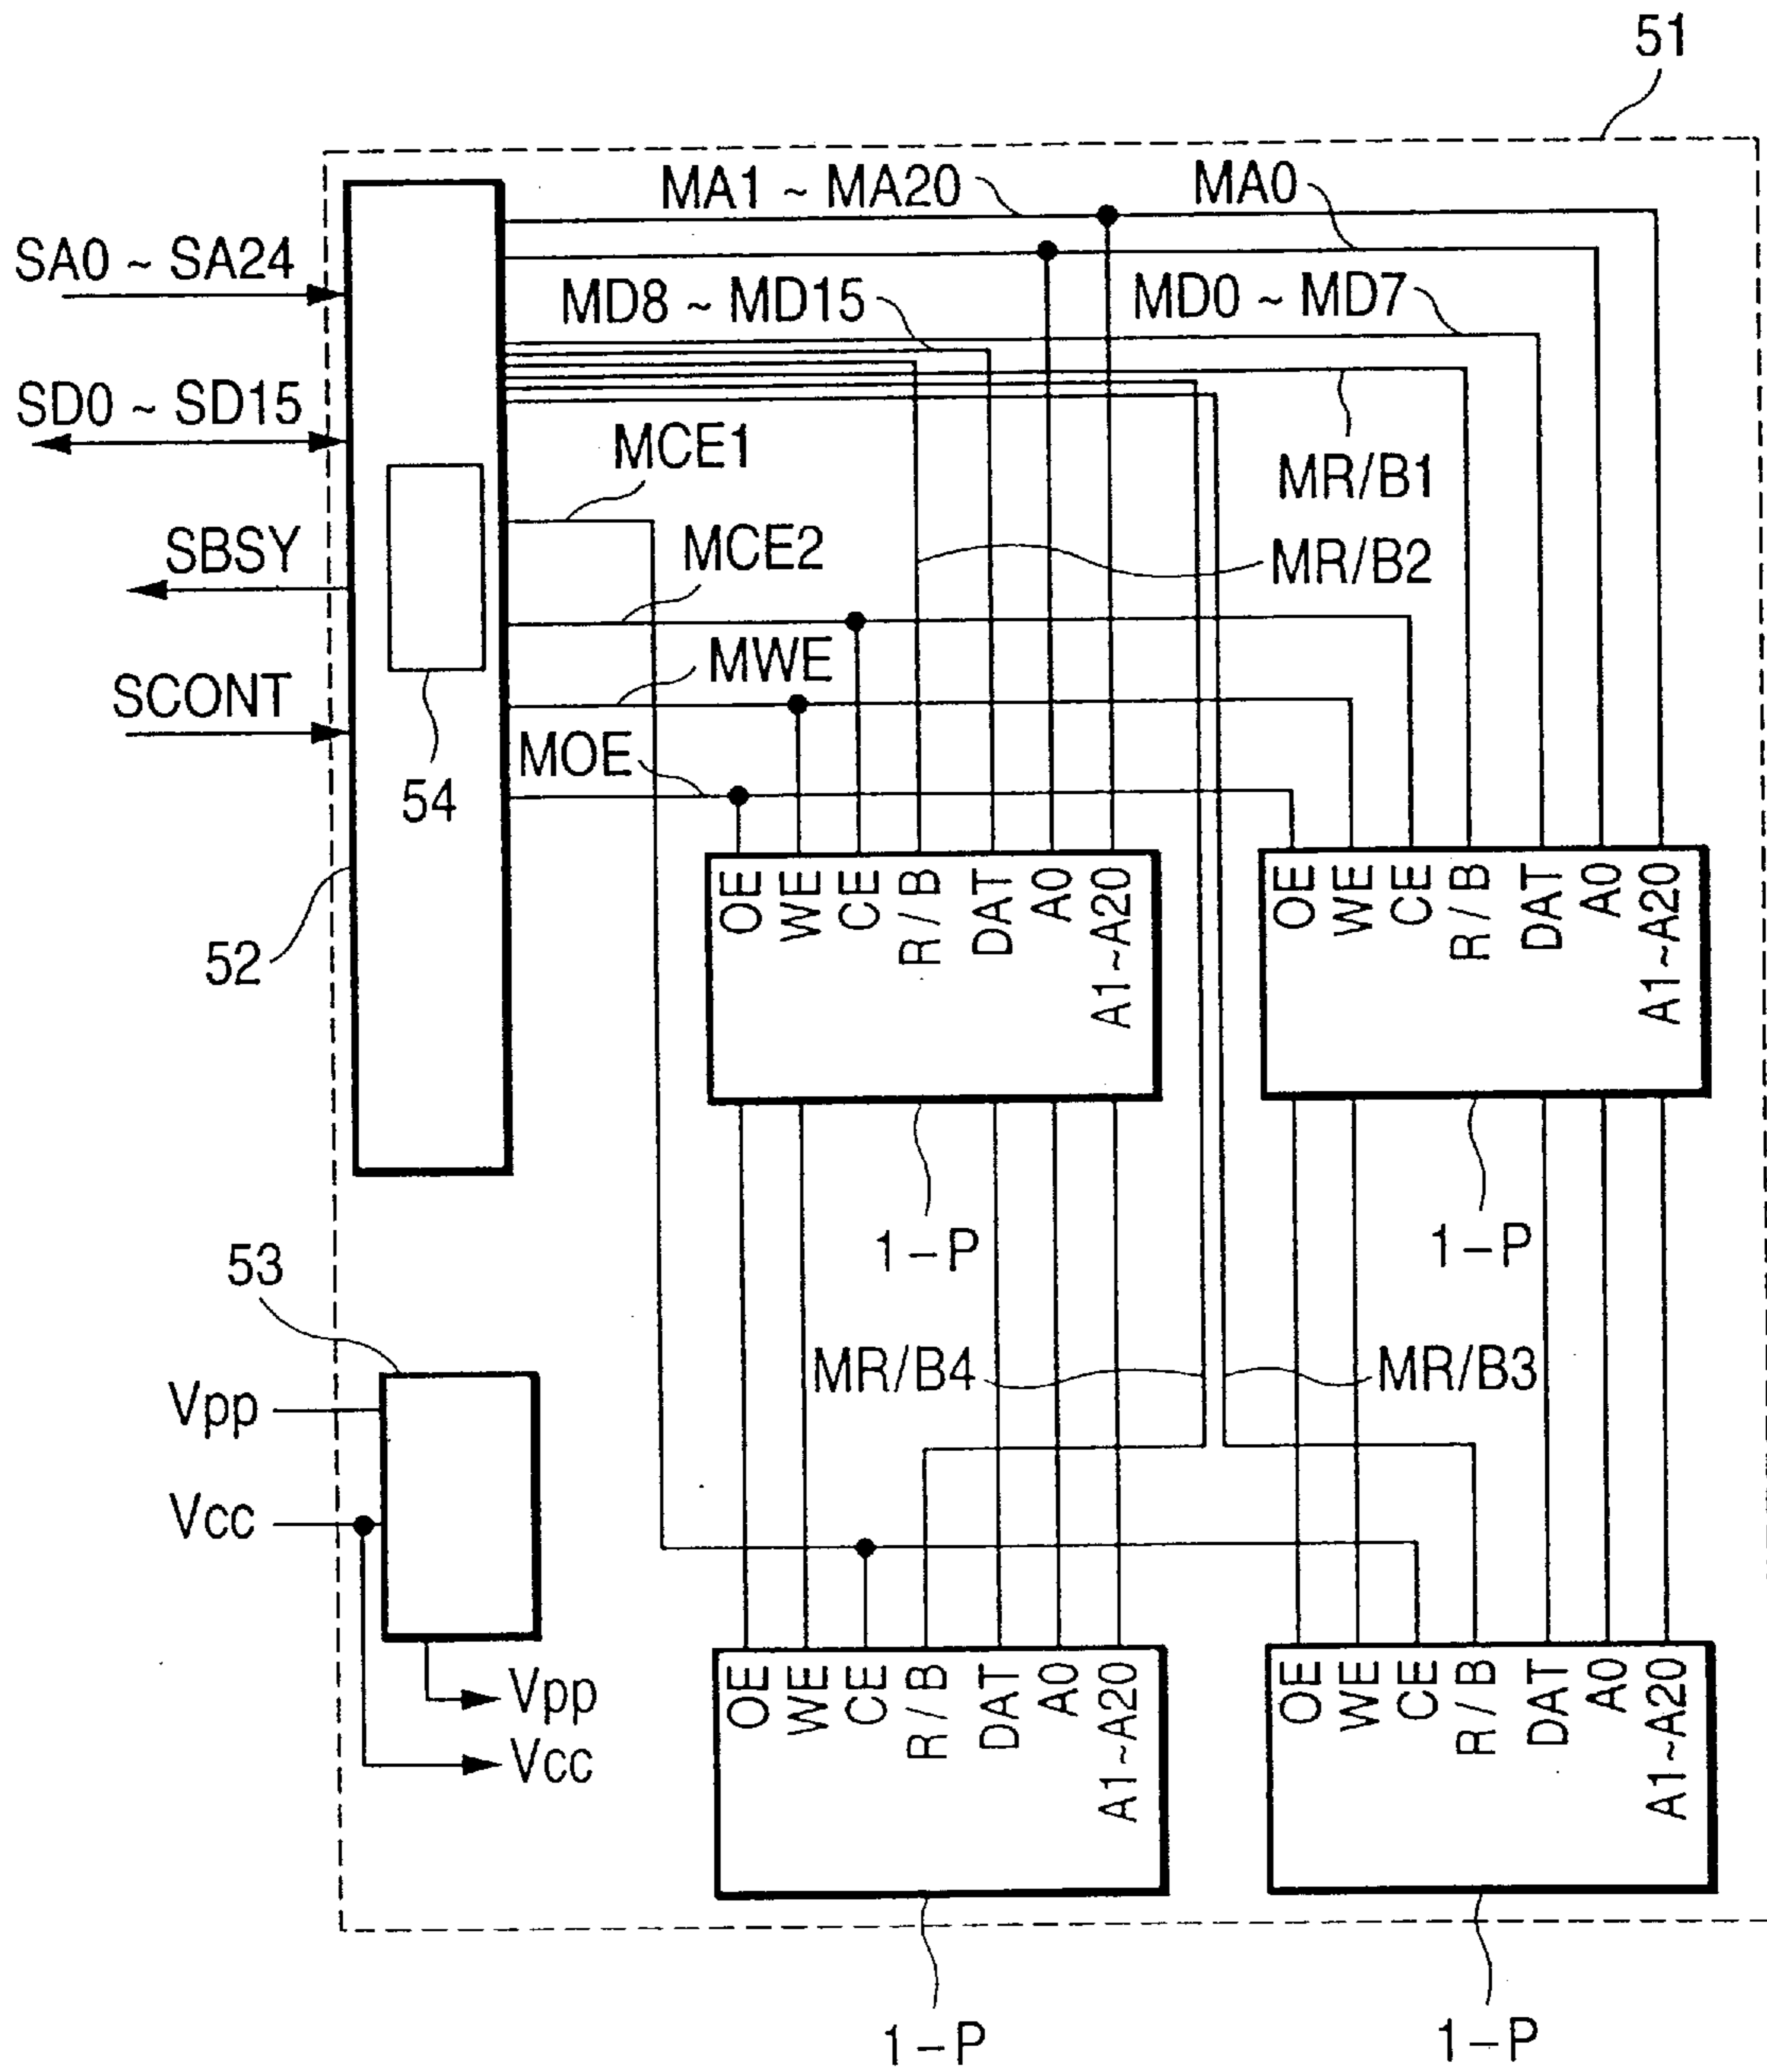 51
MA1 ~ MA20
MA0
SA0 ~ SA24
MD8 ~ MD15
MD0 ~ MD7
SD0 ~ SD15
MCE1
MR/B1
SBSY
MCE2
MR/B2
MWE
SCONT
MOE
54
OE
WE
CE
R/B
DAT
A0
A1~A20
OE
WE
CE
R/B
DAT
A0
A1~A20
52
1-P
1-P
53
MR/B4
MR/B3
Vpp
Vcc
Vpp
Vcc
OE
WE
CE
R/B
DAT
A0
A1~A20
OE
WE
CE
R/B
DAT
A0
A1~A20
1-P
1-P